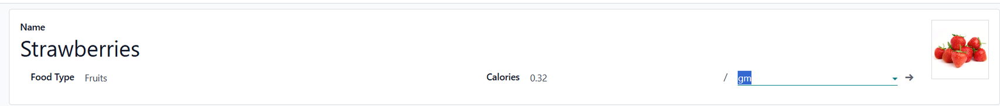 Name
Strawberries
Food Type Fruits Calories 0.32 / gm